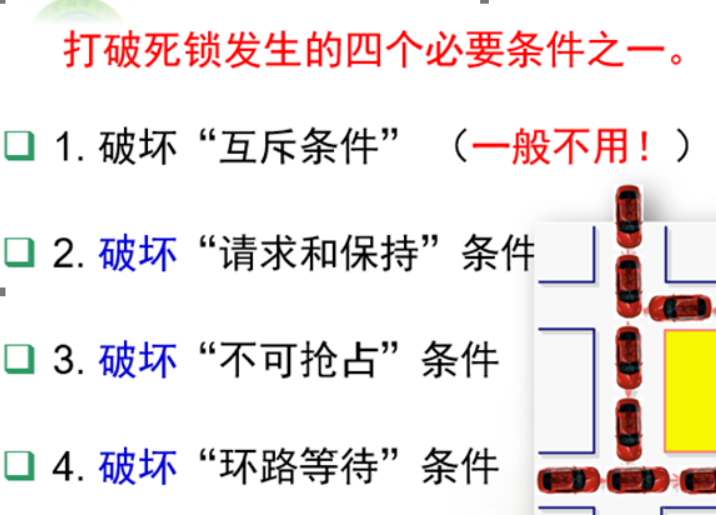 打破死锁发生的四个必要条件之一。
1. 破坏“互斥条件” （一般不用！）
2. 破坏“请求和保持”条件
3. 破坏“不可抢占”条件
4. 破坏“环路等待”条件